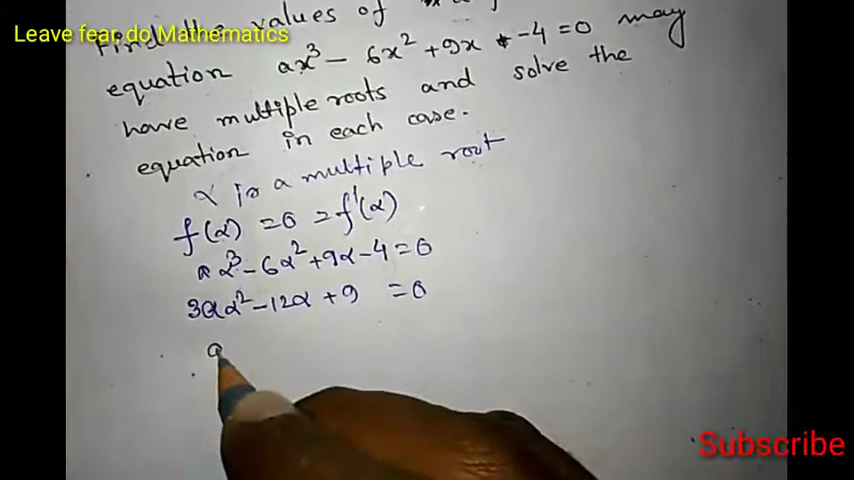 Find the values of
Leave fear, do Mathematics
equation ax³ - 6x² + 9x - 4 = 0 may
have multiple roots and solve the
equation in each case.
α is a multiple root
f(α) = 0 = f'(α)
aα³ - 6α² + 9α - 4 = 0
3aα² - 12α + 9 = 0
a
Subscribe